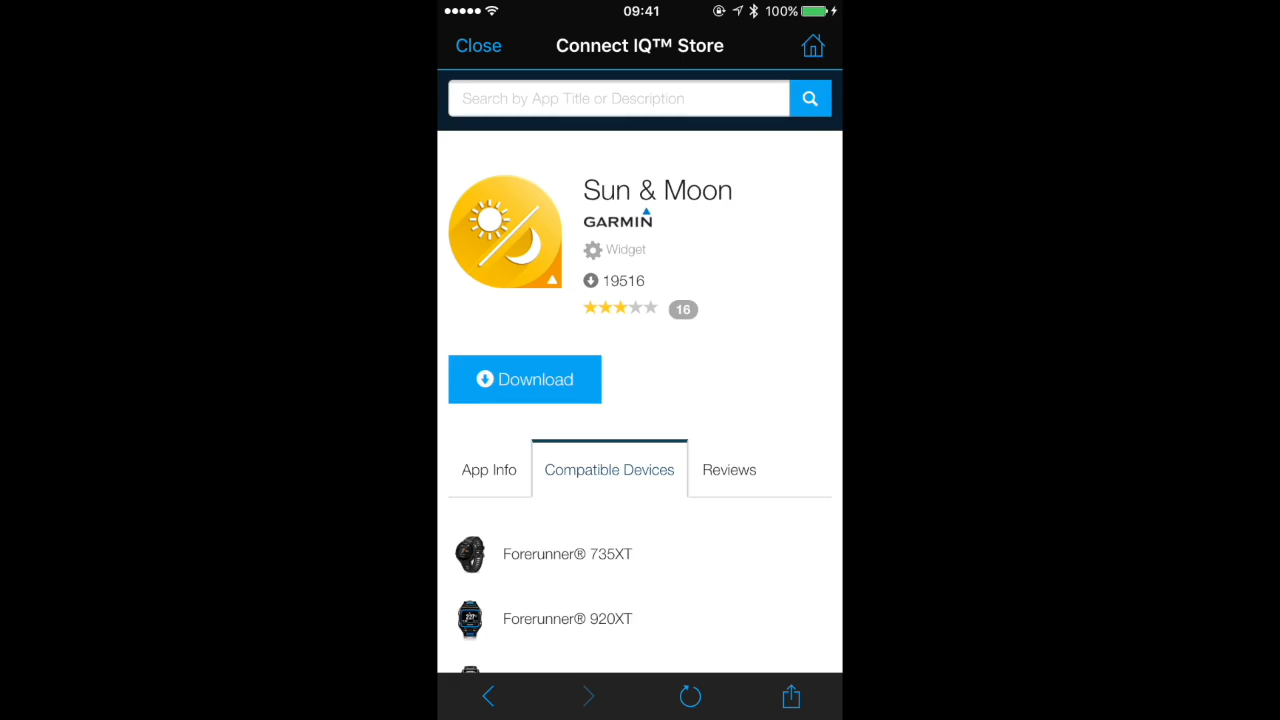 09:41
100%
Close
Connect IQ™ Store
Search by App Title or Description
Sun & Moon
GARMIN
Widget
19516
16
Download
App Info
Compatible Devices
Reviews
Forerunner® 735XT
Forerunner® 920XT